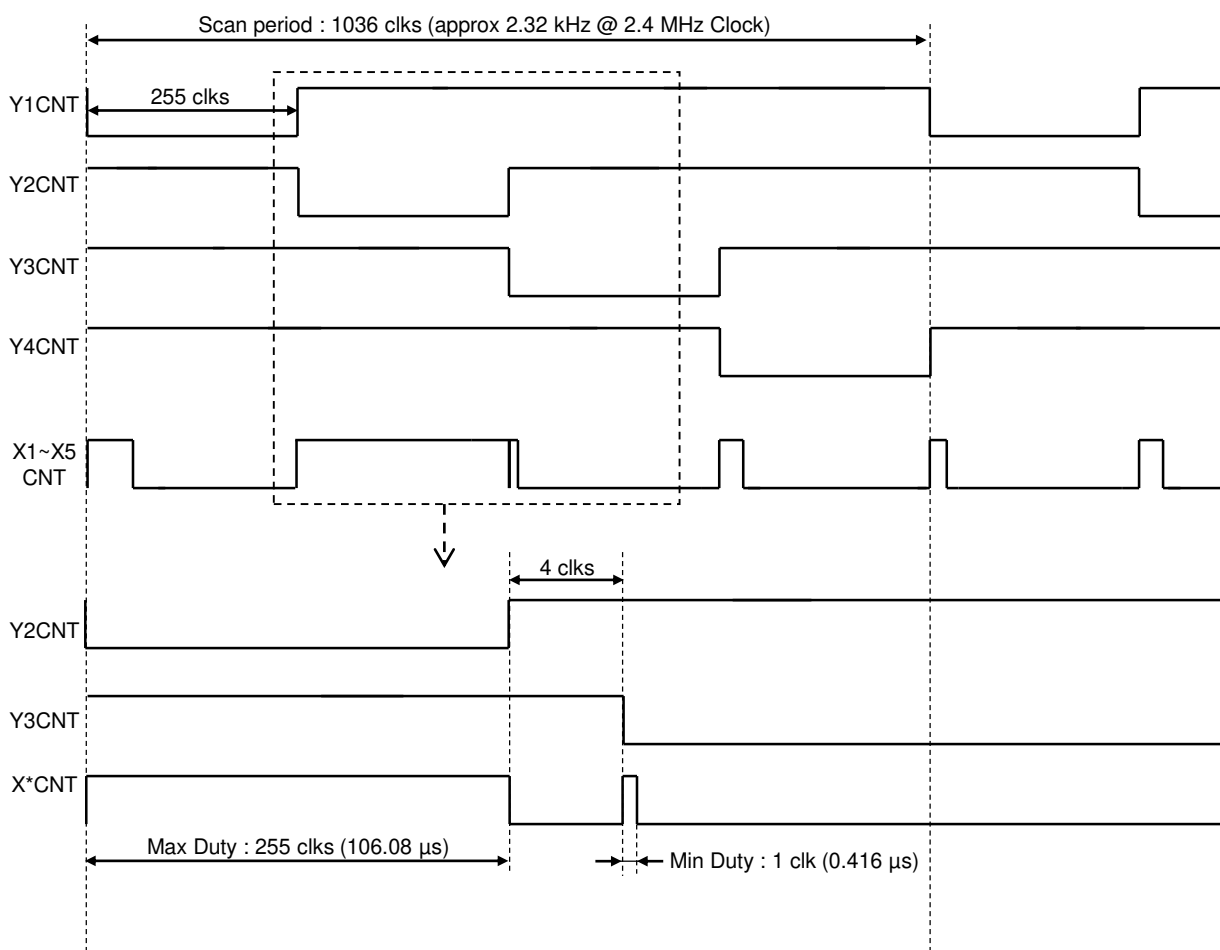 Scan period : 1036 clks (approx 2.32 kHz @ 2.4 MHz Clock)
Y1CNT
255 clks
Y2CNT
Y3CNT
Y4CNT
X1~X5
CNT
4 clks
Y2CNT
Y3CNT
X*CNT
Max Duty : 255 clks (106.08 µs)
Min Duty : 1 clk (0.416 µs)